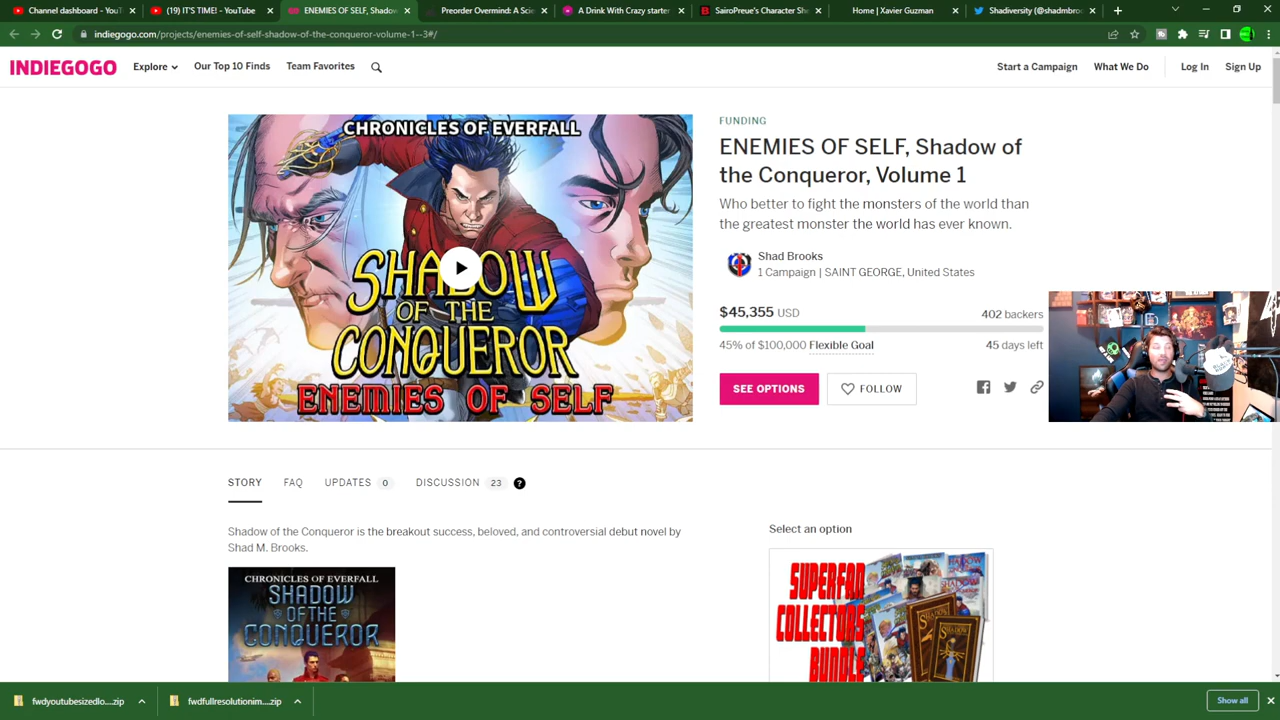 Channel dashboard - YouT
(19) IT'S TIME! - YouTube
ENEMIES OF SELF, Shadow
Preorder Overmind: A Scie
A Drink With Crazy starter
SairoPreue's Character She
Home | Xavier Guzman
Shadiversity (@shadmbroo
indiegogo.com/projects/enemies-of-self-shadow-of-the-conqueror-volume-1--3#/
INDIEGOGO
Explore
Our Top 10 Finds
Team Favorites
Start a Campaign
What We Do
Log In
Sign Up
CHRONICLES OF EVERFALL
SHADOW
OF THE
CONQUEROR
ENEMIES OF SELF
FUNDING
ENEMIES OF SELF, Shadow of
the Conqueror, Volume 1
Who better to fight the monsters of the world than
the greatest monster the world has ever known.
Shad Brooks
1 Campaign | SAINT GEORGE, United States
$45,355 USD
402 backers
45% of $100,000 Flexible Goal
45 days left
SEE OPTIONS
FOLLOW
STORY
FAQ
UPDATES 0
DISCUSSION 23 ?
Shadow of the Conqueror is the breakout success, beloved, and controversial debut novel by
Shad M. Brooks.
CHRONICLES OF EVERFALL
SHADOW
OF THE
CONQUEROR
Select an option
SUPERFAN
COLLECTORS
BUNDLE
fwdyoutubesizedlo....zip
fwdfullresolutionim....zip
Show all